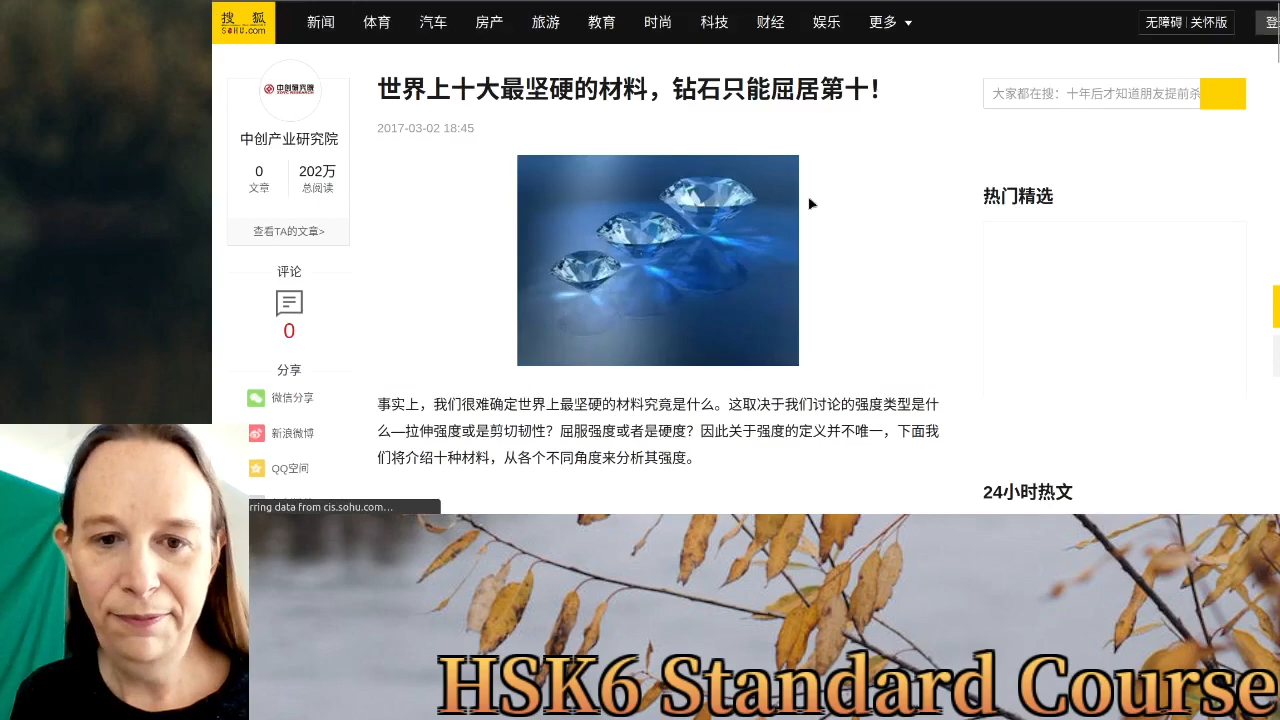 搜 狐
SOHU.com
新闻 体育 汽车 房产 旅游 教育 时尚 科技 财经 娱乐 更多
无障碍 | 关怀版
登
中创研究院
中创产业研究院
0 202万
文章 总阅读
查看TA的文章>
评论
0
分享
微信分享
新浪微博
QQ空间
世界上十大最坚硬的材料，钻石只能屈居第十！
2017-03-02 18:45
事实上，我们很难确定世界上最坚硬的材料究竟是什么。这取决于我们讨论的强度类型是什
么—拉伸强度或是剪切韧性？屈服强度或者是硬度？因此关于强度的定义并不唯一，下面我
们将介绍十种材料，从各个不同角度来分析其强度。
大家都在搜：十年后才知道朋友提前杀
热门精选
24小时热文
rring data from cis.sohu.com…
HSK6 Standard Course